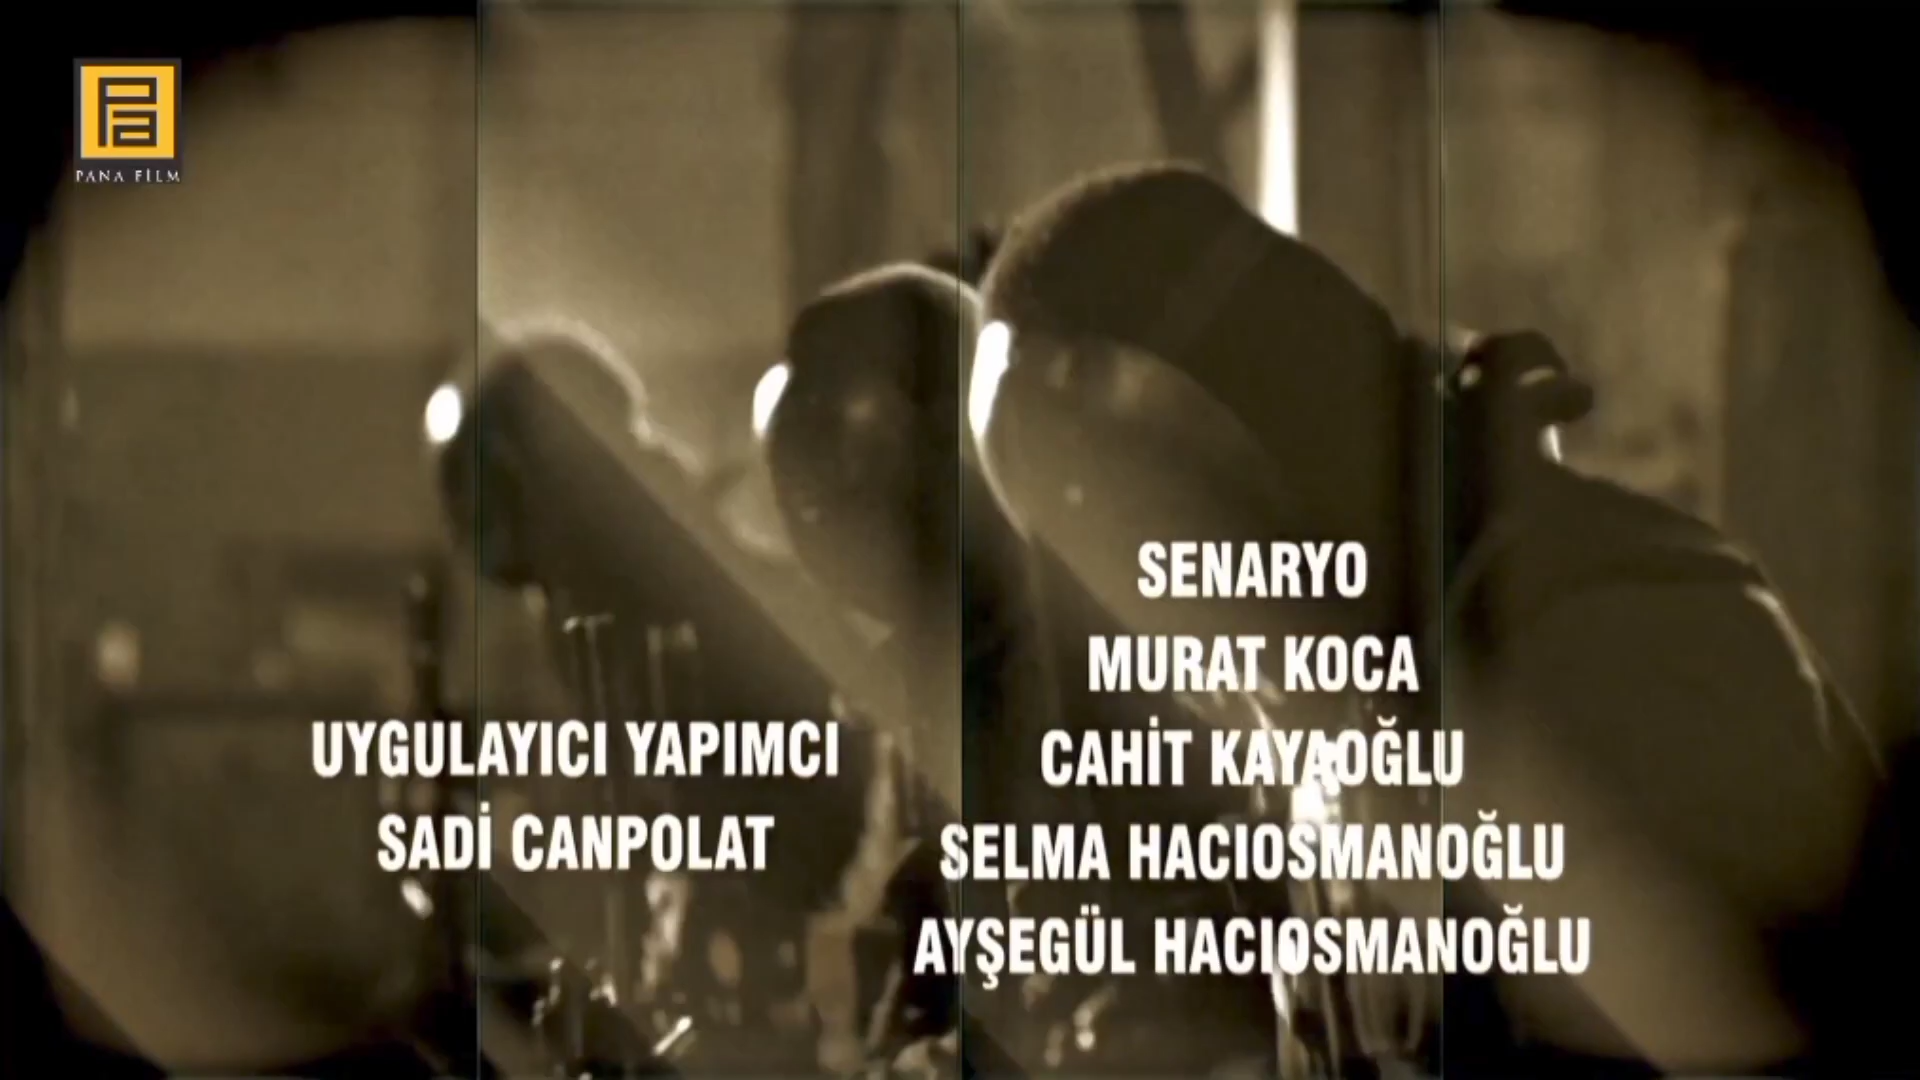 PANA FİLM
UYGULAYICI YAPIMCI
SADİ CANPOLAT
SENARYO
MURAT KOCA
CAHİT KAYAOĞLU
SELMA HACIOSMANOĞLU
AYŞEGÜL HACIOSMANOĞLU